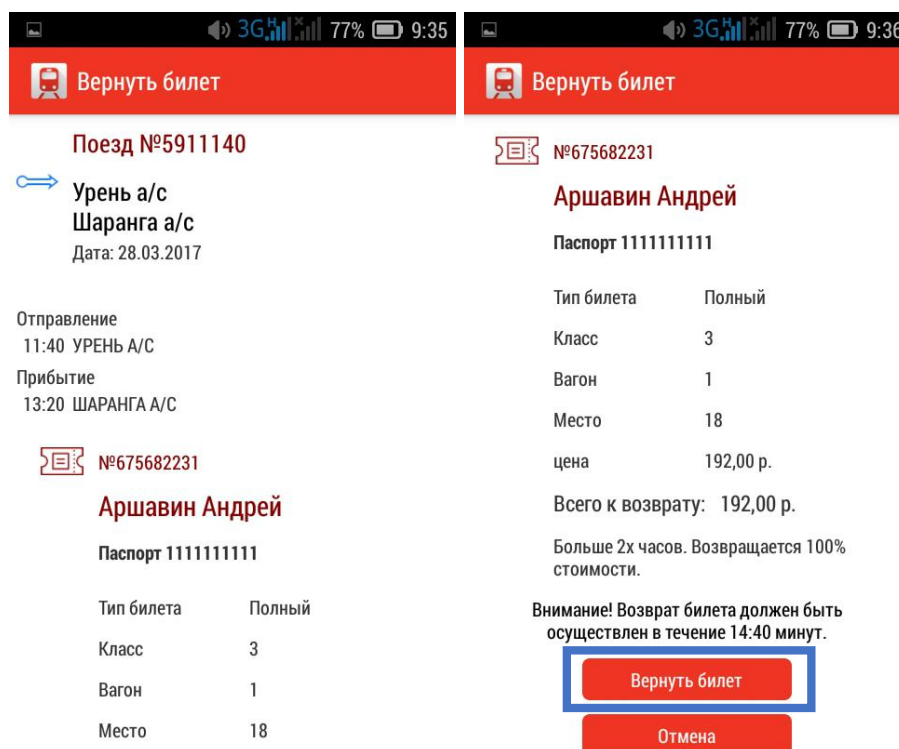 3G H 77% 9:35
Вернуть билет
Поезд №5911140
Урень а/с
Шаранга а/с
Дата: 28.03.2017
Отправление
11:40 УРЕНЬ А/С
Прибытие
13:20 ШАРАНГА А/С
№675682231
Аршавин Андрей
Паспорт 1111111111
Тип билета Полный
Класс 3
Вагон 1
Место 18
3G H 77% 9:36
Вернуть билет
№675682231
Аршавин Андрей
Паспорт 1111111111
Тип билета Полный
Класс 3
Вагон 1
Место 18
цена 192,00 р.
Всего к возврату: 192,00 р.
Больше 2х часов. Возвращается 100%
стоимости.
Внимание! Возврат билета должен быть
осуществлен в течение 14:40 минут.
Вернуть билет
Отмена